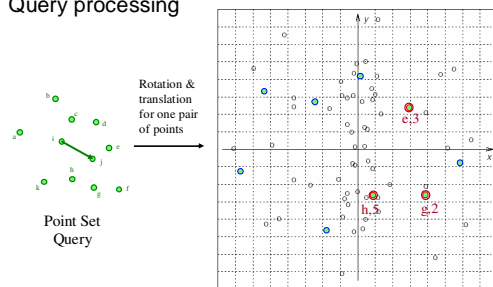 Query processing
Rotation &
translation
for one pair
of points
b
c
d
a
i
e
j
h
k
g
f
Point Set
Query
y
x
e,3
h,5
g,2